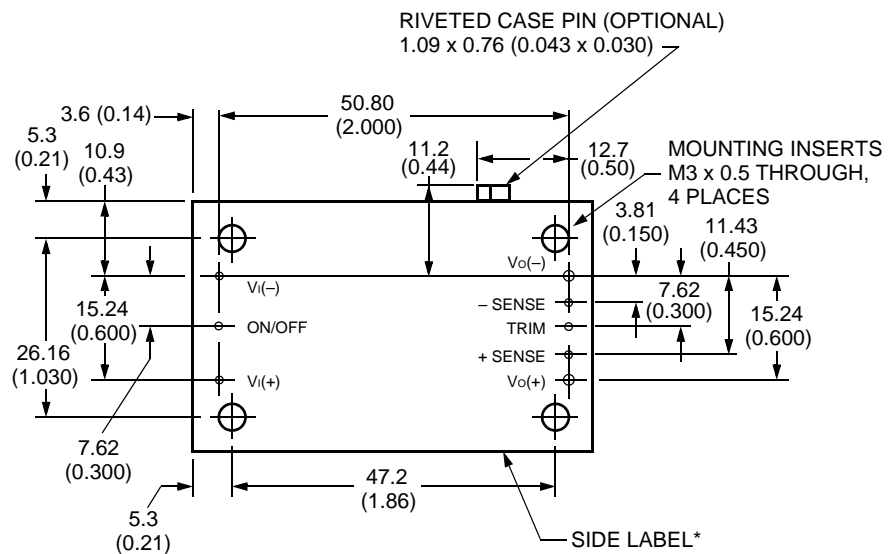 RIVETED CASE PIN (OPTIONAL)
1.09 x 0.76 (0.043 x 0.030)
3.6 (0.14)
50.80
(2.000)
5.3
(0.21)
10.9
(0.43)
11.2
(0.44)
12.7
(0.50)
MOUNTING INSERTS
M3 x 0.5 THROUGH,
4 PLACES
3.81
(0.150)
11.43
(0.450)
VO(–)
VI(–)
– SENSE
7.62
(0.300)
15.24
(0.600)
ON/OFF
TRIM
15.24
(0.600)
26.16
(1.030)
+ SENSE
VI(+)
VO(+)
7.62
(0.300)
47.2
(1.86)
5.3
(0.21)
SIDE LABEL*